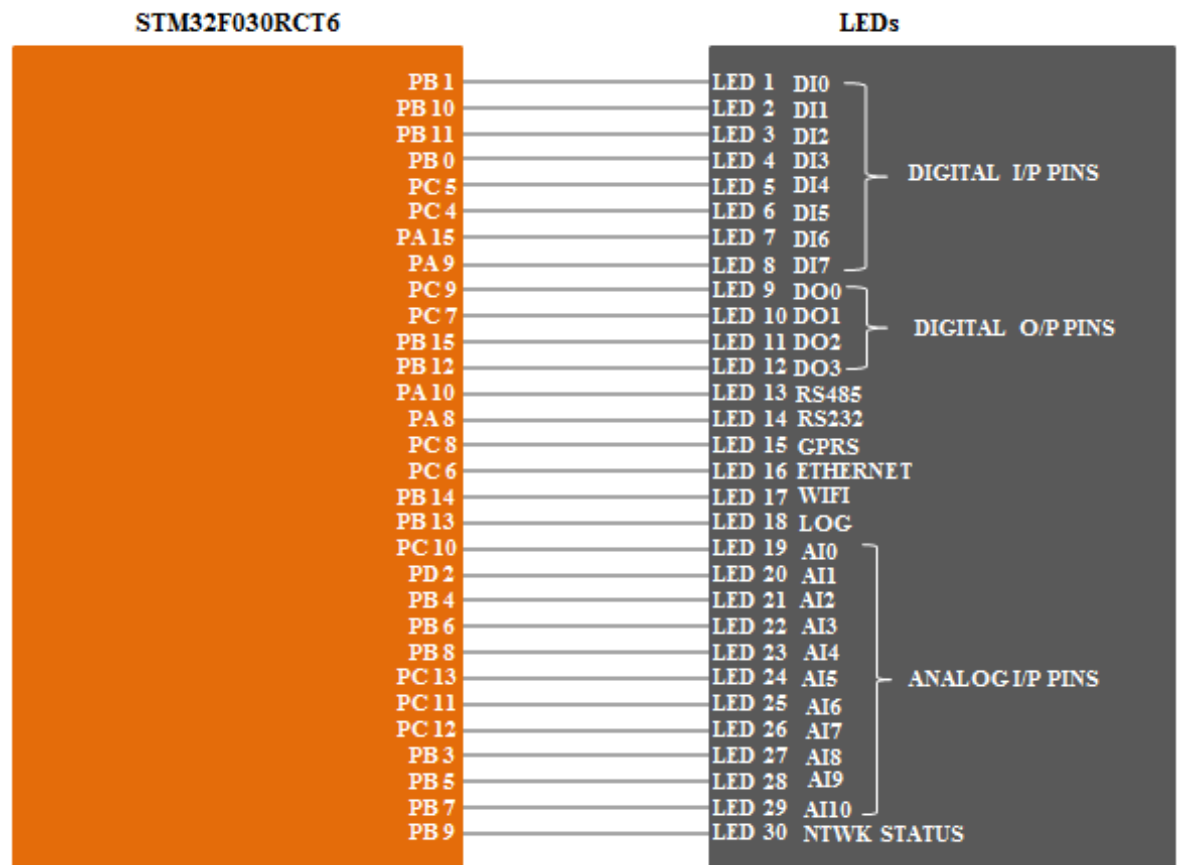 STM32F030RCT6 LEDs
PB 1 LED 1 DI0
PB 10 LED 2 DI1
PB 11 LED 3 DI2
PB 0 LED 4 DI3
DIGITAL I/P PINS
PC 5 LED 5 DI4
PC 4 LED 6 DI5
PA 15 LED 7 DI6
PA 9 LED 8 DI7
PC 9 LED 9 DO0
PC 7 LED 10 DO1
DIGITAL O/P PINS
PB 15 LED 11 DO2
PB 12 LED 12 DO3
PA 10 LED 13 RS485
PA 8 LED 14 RS232
PC 8 LED 15 GPRS
PC 6 LED 16 ETHERNET
PB 14 LED 17 WIFI
PB 13 LED 18 LOG
PC 10 LED 19 AI0
PD 2 LED 20 AI1
PB 4 LED 21 AI2
PB 6 LED 22 AI3
PB 8 LED 23 AI4
PC 13 LED 24 AI5 ANALOG I/P PINS
PC 11 LED 25 AI6
PC 12 LED 26 AI7
PB 3 LED 27 AI8
PB 5 LED 28 AI9
PB 7 LED 29 AI10
PB 9 LED 30 NTWK STATUS